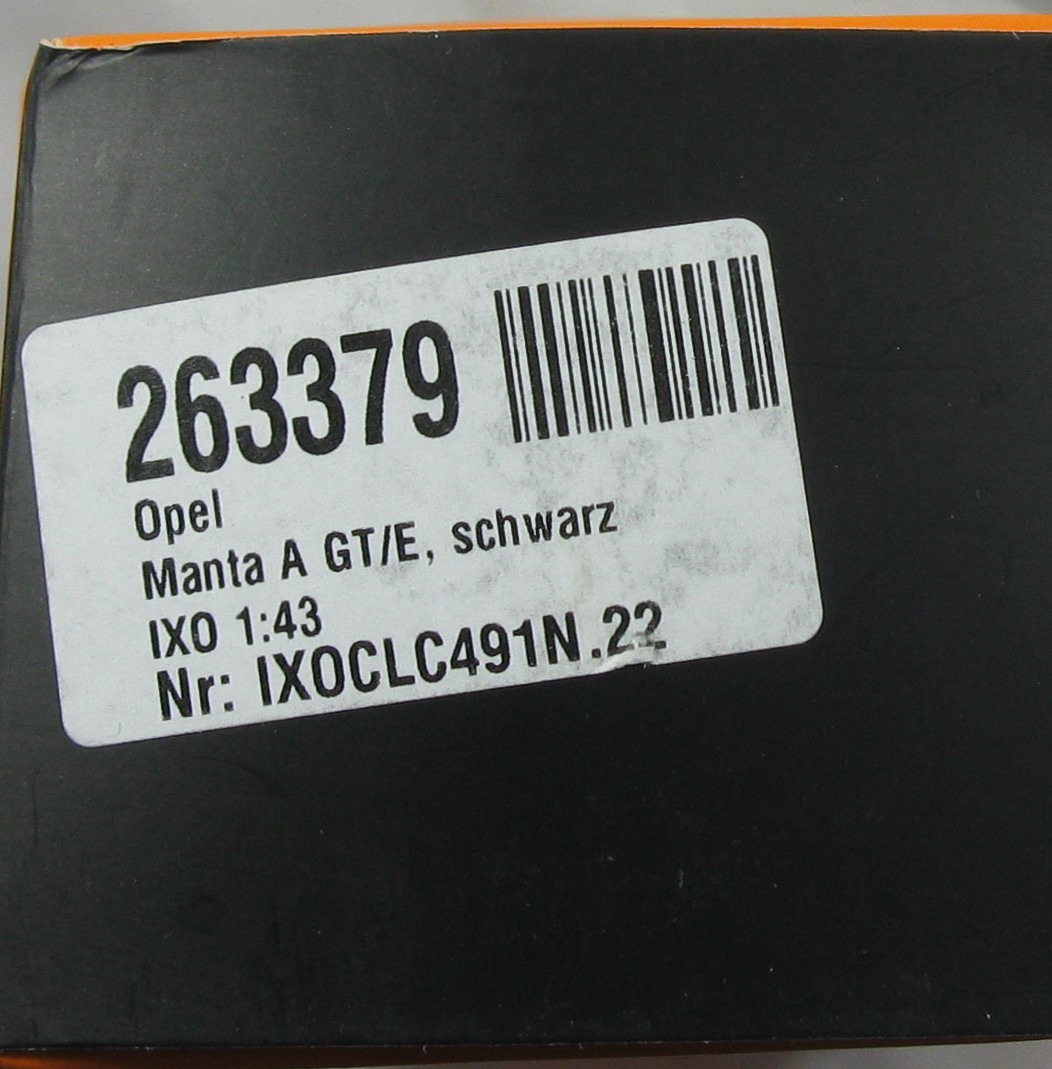 263379
Opel
Manta A GT/E, schwarz
IXO 1:43
Nr: IXOCLC491N.22